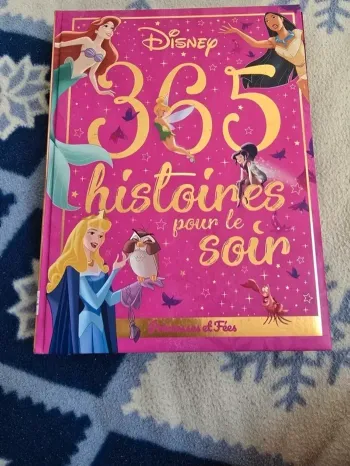 Disney
365
histoires
pour le
soir
Princesses et Fées